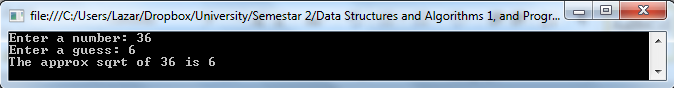 file:///C:/Users/Lazar/Dropbox/University/Semestar 2/Data Structures and Algorithms 1, and Progr...
Enter a number: 36
Enter a guess: 6
The approx sqrt of 36 is 6